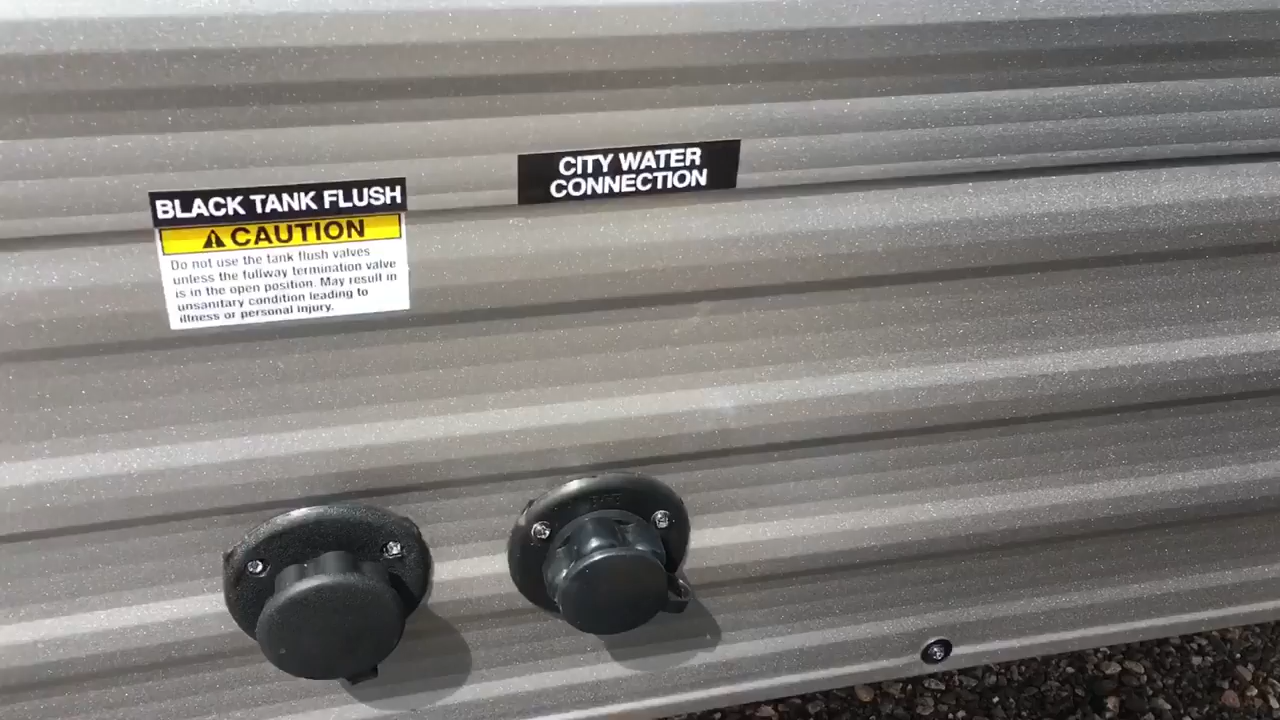 BLACK TANK FLUSH
⚠ CAUTION
Do not use the tank flush valves
unless the fullway termination valve
is in the open position. May result in
unsanitary condition leading to
illness or personal injury.
CITY WATER
CONNECTION